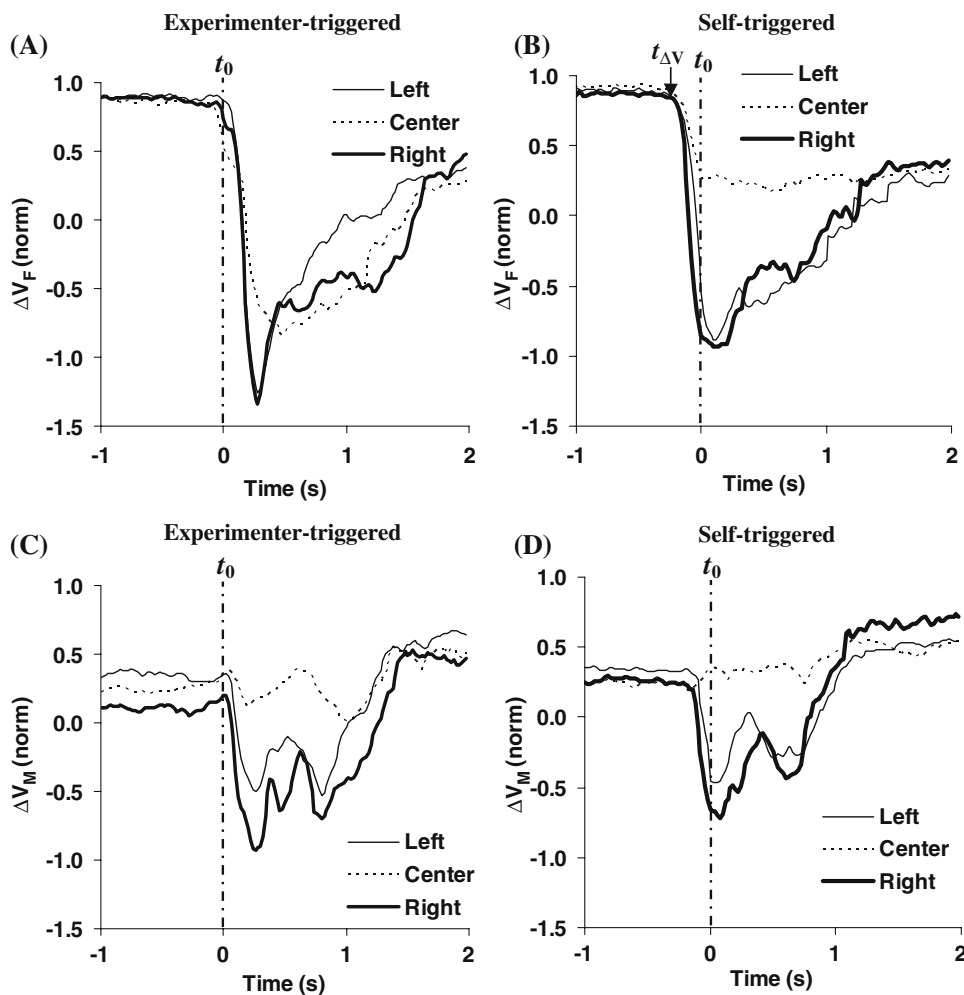 (A)
Experimenter-triggered
t0
1.0
0.5
0.0
-0.5
-1.0
-1.5
ΔVF (norm)
Left
Center
Right
-1
0
1
2
Time (s)
(B)
Self-triggered
tΔV
t0
1.0
0.5
0.0
-0.5
-1.0
-1.5
ΔVF (norm)
Left
Center
Right
-1
0
1
2
Time (s)
(C)
Experimenter-triggered
t0
1.0
0.5
0.0
-0.5
-1.0
-1.5
ΔVM (norm)
Left
Center
Right
-1
0
1
2
Time (s)
(D)
Self-triggered
t0
1.0
0.5
0.0
-0.5
-1.0
-1.5
ΔVM (norm)
Left
Center
Right
-1
0
1
2
Time (s)